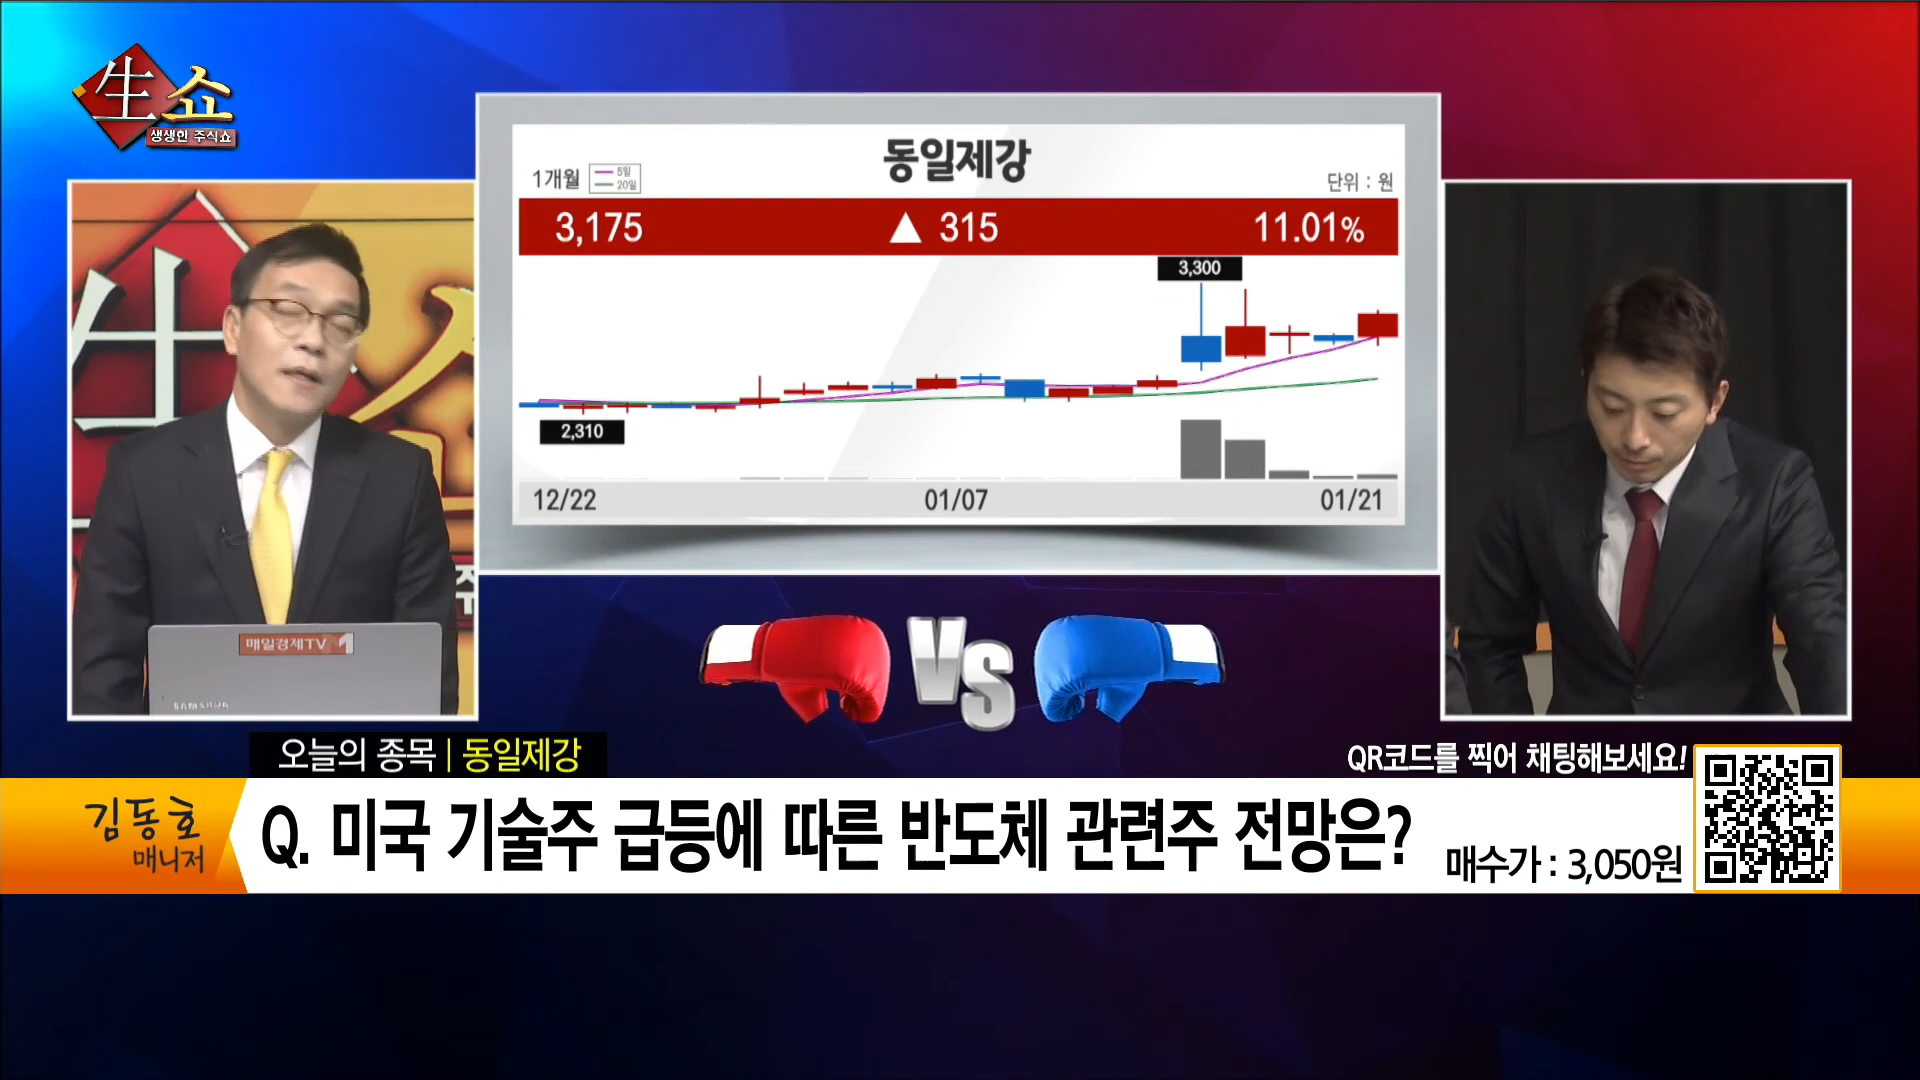 生쇼
생생한 주식쇼
동일제강
1개월
5일
20일
단위 : 원
3,175 ▲ 315 11.01%
3,300
2,310
12/22 01/07 01/21
生
매일경제TV 1
SAMSUNG
VS
오늘의 종목 | 동일제강
QR코드를 찍어 채팅해보세요!
김동호
매니저
Q. 미국 기술주 급등에 따른 반도체 관련주 전망은?
매수가 : 3,050원